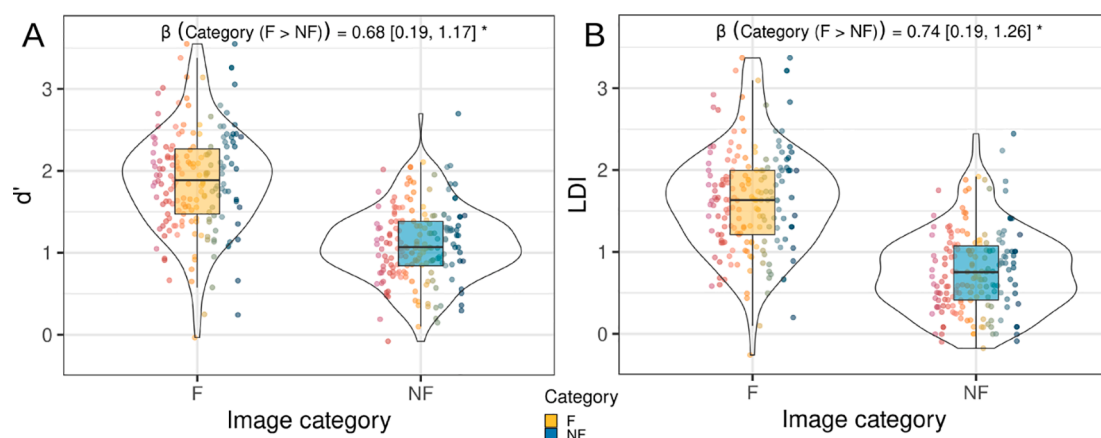 A
β (Category (F > NF)) = 0.68 [0.19, 1.17] *
d'
3
2
1
0
F
NF
Image category
B
β (Category (F > NF)) = 0.74 [0.19, 1.26] *
LDI
3
2
1
0
F
NF
Image category
Category
F
NF